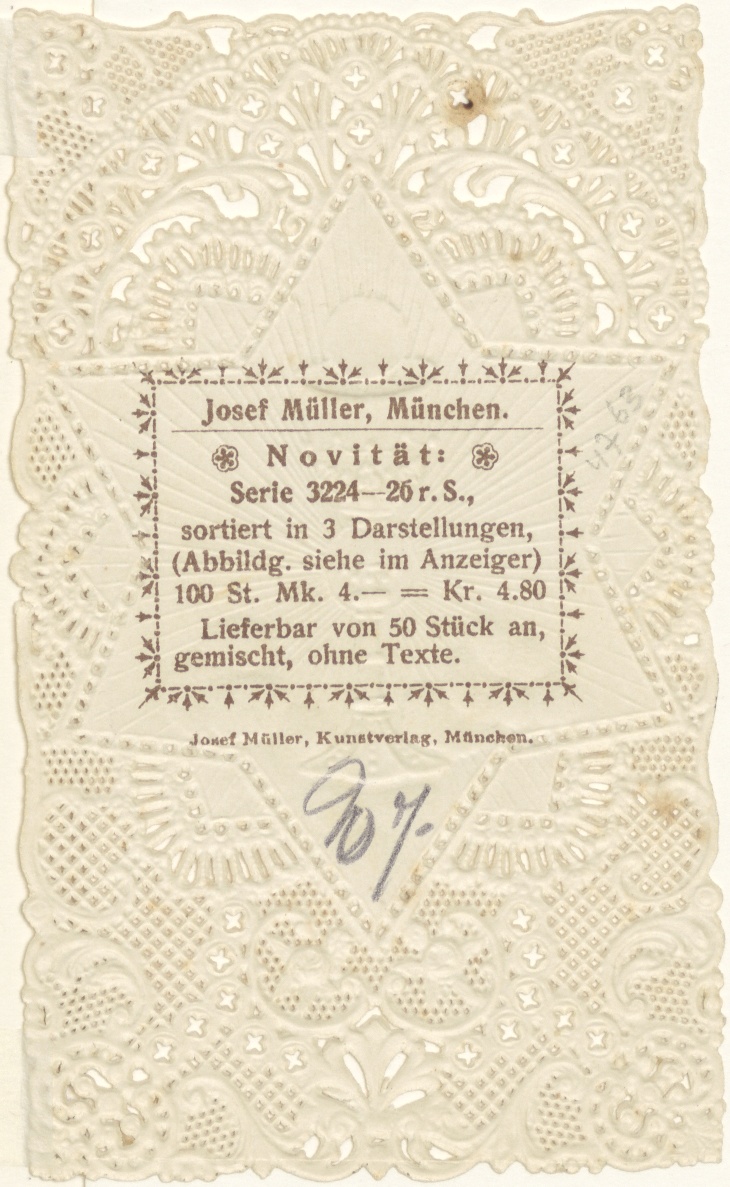 Josef Müller, München.
Novität:
Serie 3224—26 r. S.,
sortiert in 3 Darstellungen,
(Abbildg. siehe im Anzeiger)
100 St. Mk. 4.— = Kr. 4.80
Lieferbar von 50 Stück an,
gemischt, ohne Texte.
Josef Müller, Kunstverlag, München.
4763